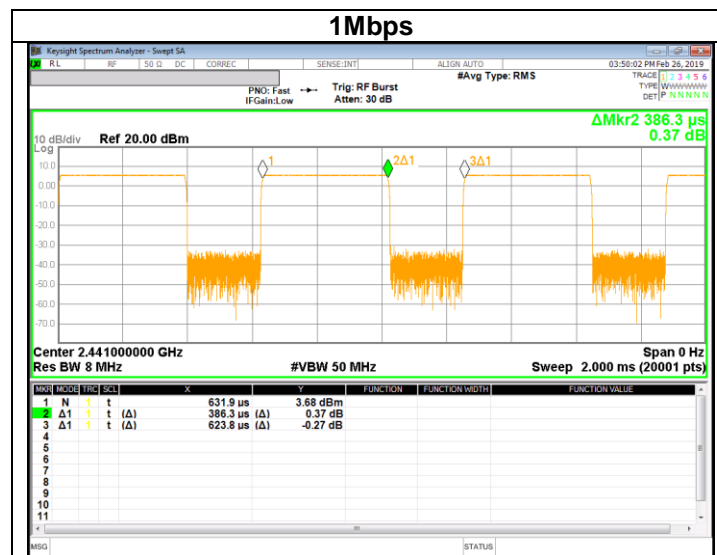 1Mbps
Keysight Spectrum Analyzer - Swept SA
RL RF 50 Ω DC CORREC SENSE:INT ALIGN AUTO 03:50:02 PM Feb 26, 2019
#Avg Type: RMS TRACE 1 2 3 4 5 6
PNO: Fast Trig: RF Burst TYPE WWWWWW
IFGain:Low Atten: 30 dB DET P N N N N N
ΔMkr2 386.3 µs
0.37 dB
10 dB/div Ref 20.00 dBm
Log
1 2Δ1 3Δ1
10.0
0.00
-10.0
-20.0
-30.0
-40.0
-50.0
-60.0
-70.0
Center 2.441000000 GHz Span 0 Hz
Res BW 8 MHz #VBW 50 MHz Sweep 2.000 ms (20001 pts)
MKR MODE TRC SCL X Y FUNCTION FUNCTION WIDTH FUNCTION VALUE
1 N 1 t 631.9 µs 3.68 dBm
2 Δ1 1 t (Δ) 386.3 µs (Δ) 0.37 dB
3 Δ1 1 t (Δ) 623.8 µs (Δ) -0.27 dB
4
5
6
7
8
9
10
11
MSG STATUS